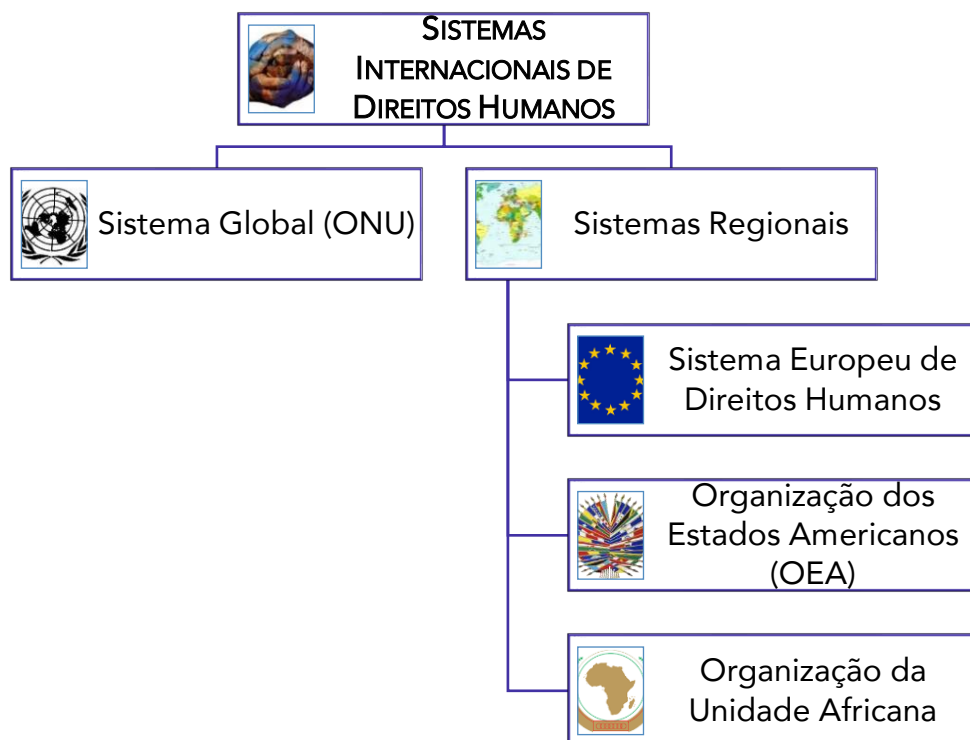 SISTEMAS
INTERNACIONAIS DE
DIREITOS HUMANOS
Sistema Global (ONU)
Sistemas Regionais
Sistema Europeu de
Direitos Humanos
Organização dos
Estados Americanos
(OEA)
Organização da
Unidade Africana